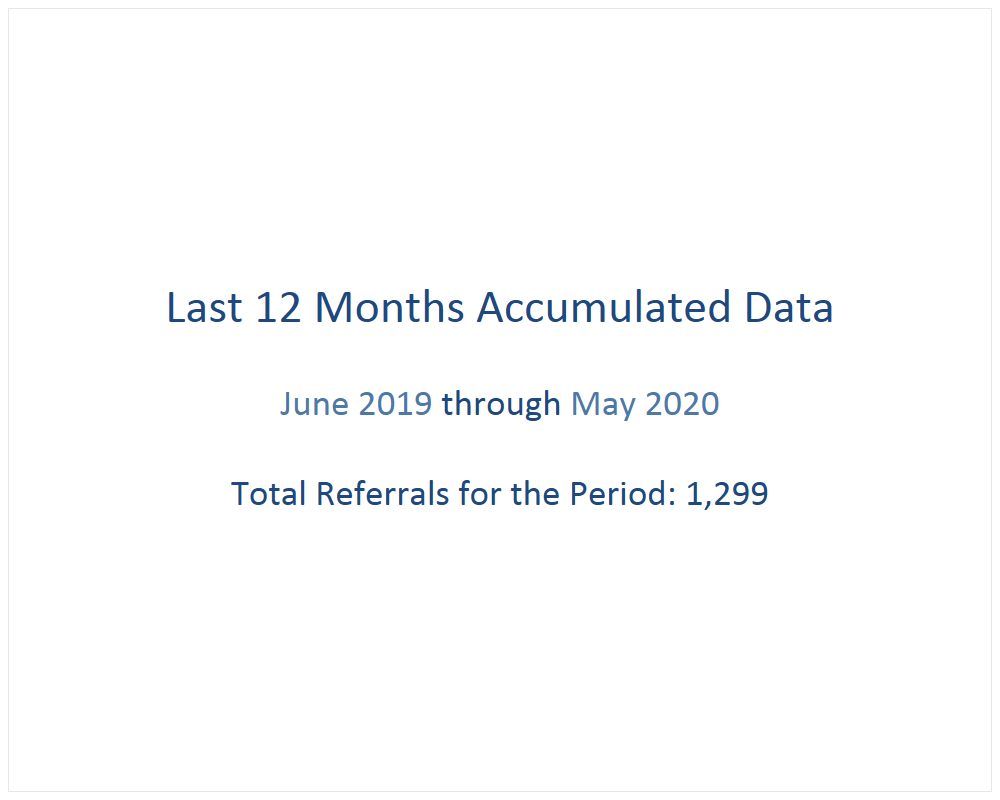 Last 12 Months Accumulated Data
June 2019 through May 2020
Total Referrals for the Period: 1,299